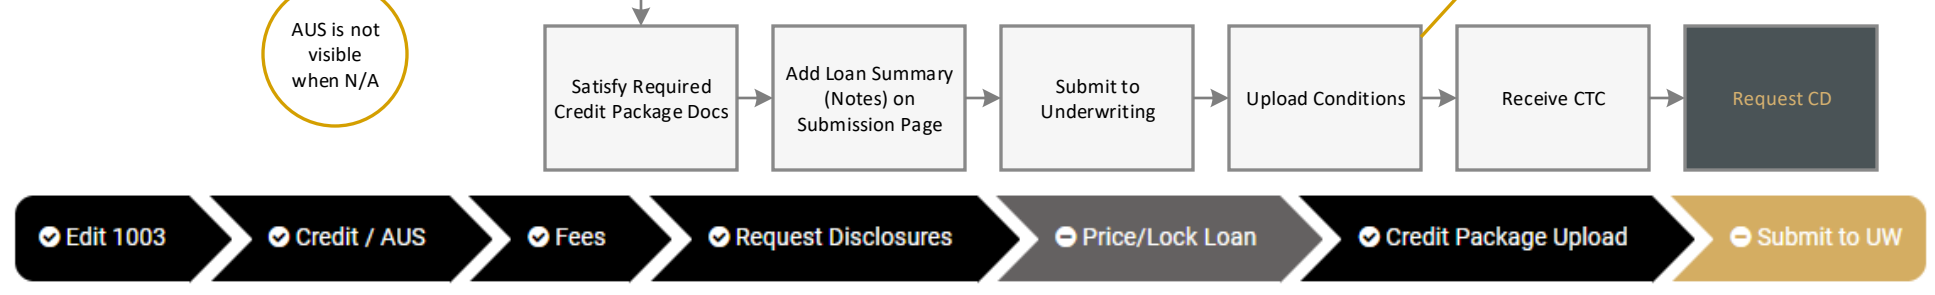 AUS is not
visible
when N/A
Satisfy Required
Credit Package Docs
Add Loan Summary
(Notes) on
Submission Page
Submit to
Underwriting
Upload Conditions
Receive CTC
Request CD
Edit 1003
Credit / AUS
Fees
Request Disclosures
Price/Lock Loan
Credit Package Upload
Submit to UW